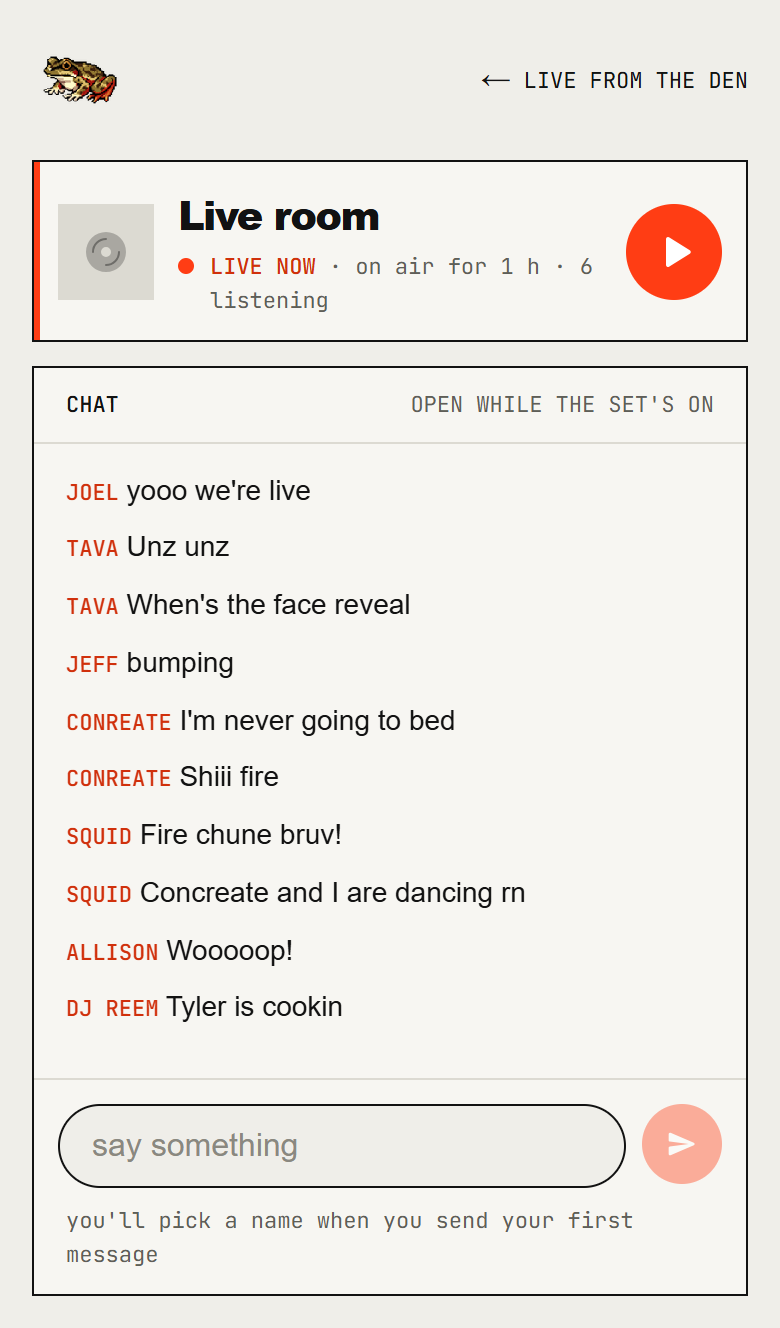 ← LIVE FROM THE DEN
Live room
LIVE NOW · on air for 1 h · 6
listening
CHAT
OPEN WHILE THE SET'S ON
JOEL yooo we're live
TAVA Unz unz
TAVA When's the face reveal
JEFF bumping
CONREATE I'm never going to bed
CONREATE Shiii fire
SQUID Fire chune bruv!
SQUID Concreate and I are dancing rn
ALLISON Wooooop!
DJ REEM Tyler is cookin
say something
you'll pick a name when you send your first
message